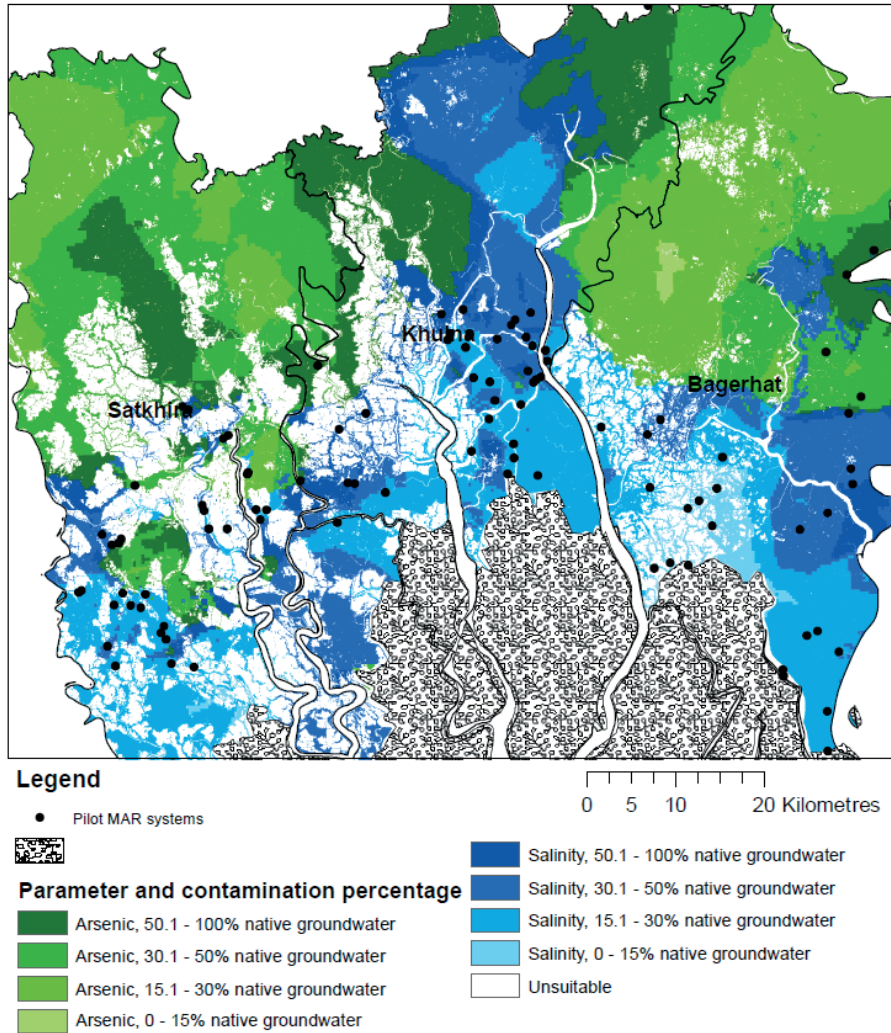 Khulna
Bagerhat
Satkhira
Legend
Pilot MAR systems
0 5 10 20 Kilometres
Parameter and contamination percentage
Arsenic, 50.1 - 100% native groundwater
Arsenic, 30.1 - 50% native groundwater
Arsenic, 15.1 - 30% native groundwater
Arsenic, 0 - 15% native groundwater
Salinity, 50.1 - 100% native groundwater
Salinity, 30.1 - 50% native groundwater
Salinity, 15.1 - 30% native groundwater
Salinity, 0 - 15% native groundwater
Unsuitable